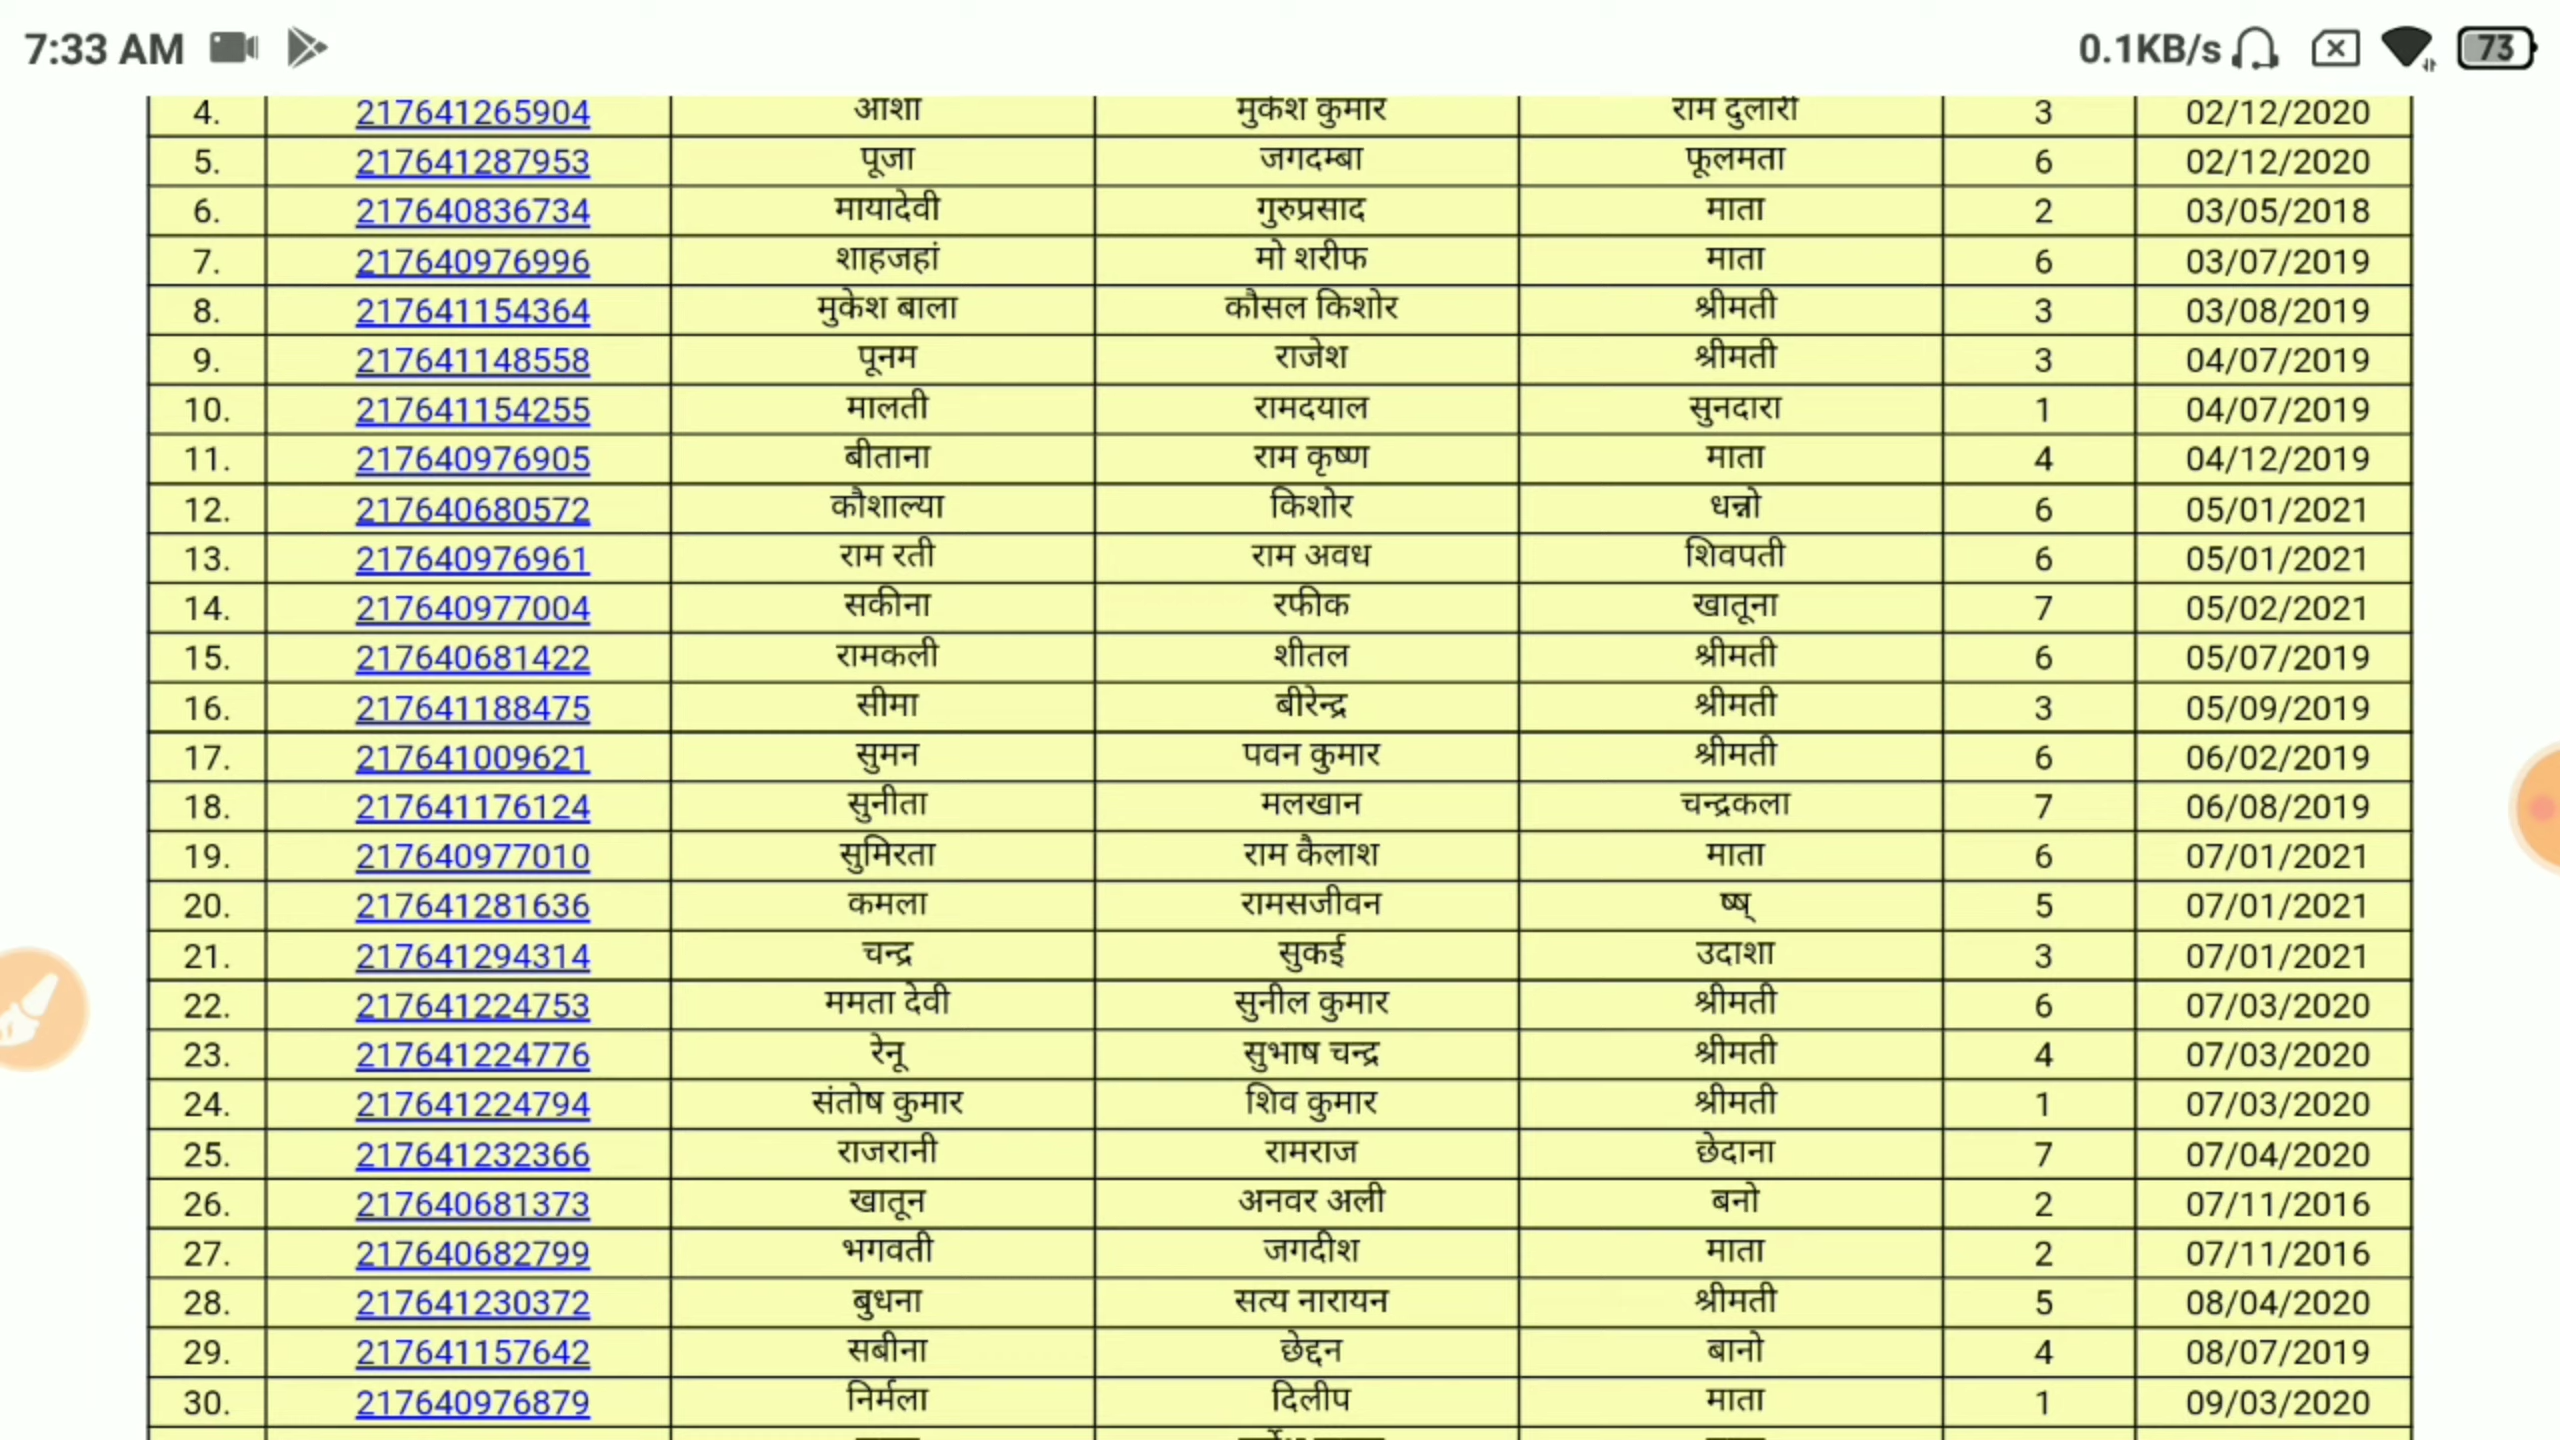 7:33 AM 0.1KB/s 73
4. 217641265904 आशा मुकेश कुमार राम दुलारी 3 02/12/2020
5. 217641287953 पूजा जगदम्बा फूलमता 6 02/12/2020
6. 217640836734 मायादेवी गुरुप्रसाद माता 2 03/05/2018
7. 217640976996 शाहजहां मो शरीफ माता 6 03/07/2019
8. 217641154364 मुकेश बाला कौसल किशोर श्रीमती 3 03/08/2019
9. 217641148558 पूनम राजेश श्रीमती 3 04/07/2019
10. 217641154255 मालती रामदयाल सुनदारा 1 04/07/2019
11. 217640976905 बीताना राम कृष्ण माता 4 04/12/2019
12. 217640680572 कौशाल्या किशोर धन्नो 6 05/01/2021
13. 217640976961 राम रती राम अवध शिवपती 6 05/01/2021
14. 217640977004 सकीना रफीक खातूना 7 05/02/2021
15. 217640681422 रामकली शीतल श्रीमती 6 05/07/2019
16. 217641188475 सीमा बीरेन्द्र श्रीमती 3 05/09/2019
17. 217641009621 सुमन पवन कुमार श्रीमती 6 06/02/2019
18. 217641176124 सुनीता मलखान चन्द्रकला 7 06/08/2019
19. 217640977010 सुमिरता राम कैलाश माता 6 07/01/2021
20. 217641281636 कमला रामसजीवन ष्ष् 5 07/01/2021
21. 217641294314 चन्द्र सुकई उदाशा 3 07/01/2021
22. 217641224753 ममता देवी सुनील कुमार श्रीमती 6 07/03/2020
23. 217641224776 रेनू सुभाष चन्द्र श्रीमती 4 07/03/2020
24. 217641224794 संतोष कुमार शिव कुमार श्रीमती 1 07/03/2020
25. 217641232366 राजरानी रामराज छेदाना 7 07/04/2020
26. 217640681373 खातून अनवर अली बनो 2 07/11/2016
27. 217640682799 भगवती जगदीश माता 2 07/11/2016
28. 217641230372 बुधना सत्य नारायन श्रीमती 5 08/04/2020
29. 217641157642 सबीना छेद्दन बानो 4 08/07/2019
30. 217640976879 निर्मला दिलीप माता 1 09/03/2020